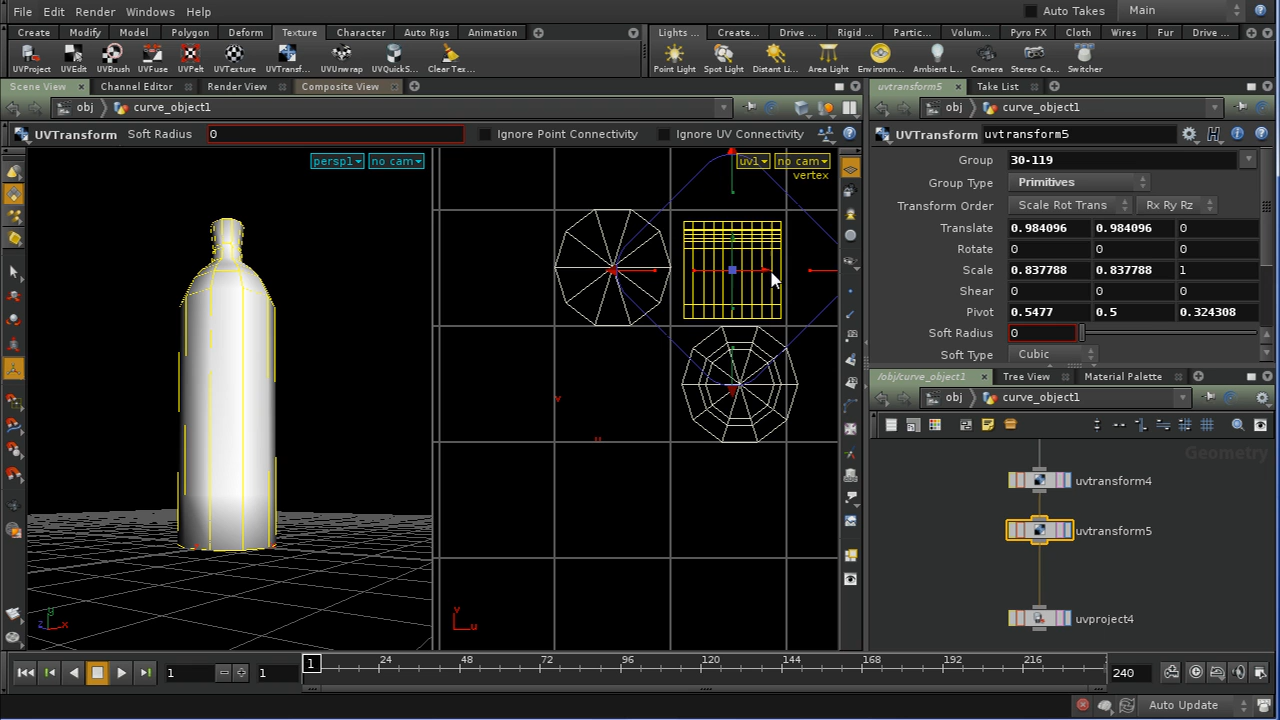 File Edit Render Windows Help Auto Takes Main
Create Modify Model Polygon Deform Texture Character Auto Rigs Animation Lights ... Create... Drive ... Rigid ... Partic... Volum... Pyro FX Cloth Wires Fur Drive ...
UVProject UVEdit UVBrush UVFuse UVPelt UVTexture UVTransf... UVUnwrap UVQuickS... Clear Tex... Point Light Spot Light Distant Li... Area Light Environm... Ambient L... Camera Stereo Ca... Switcher
Scene View Channel Editor Render View Composite View uvtransform5 Take List
obj curve_object1 obj curve_object1
UVTransform Soft Radius 0 Ignore Point Connectivity Ignore UV Connectivity UVTransform uvtransform5
persp1 no cam uv1 no cam
vertex
Group 30-119
Group Type Primitives
Transform Order Scale Rot Trans Rx Ry Rz
Translate 0.984096 0.984096 0
Rotate 0 0 0
Scale 0.837788 0.837788 1
Shear 0 0 0
Pivot 0.5477 0.5 0.324308
Soft Radius 0
Soft Type Cubic
/obj/curve_object1 Tree View Material Palette
obj curve_object1
Geometry
uvtransform4
uvtransform5
uvproject4
v
u
y
z x
v
u
1 1 1 24 48 72 96 120 144 168 192 216 240
Auto Update